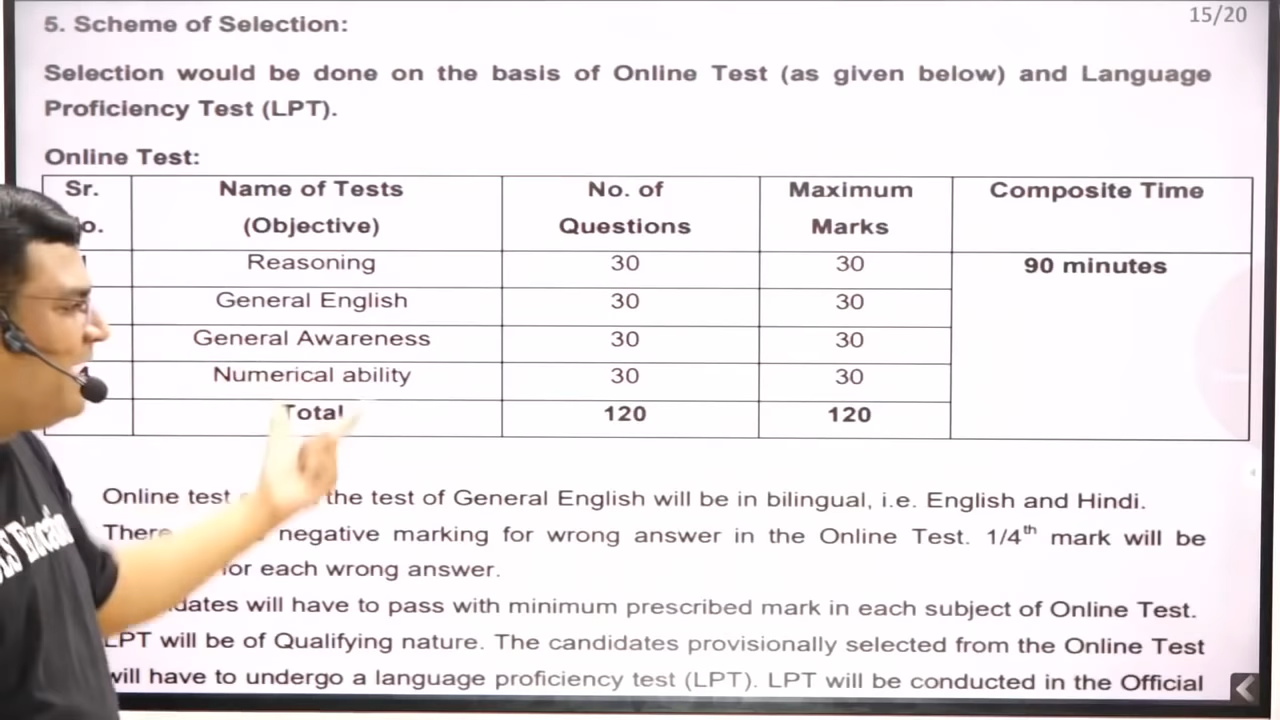 15/20
5. Scheme of Selection:
Selection would be done on the basis of Online Test (as given below) and Language
Proficiency Test (LPT).
Online Test:
Sr. Name of Tests No. of Maximum Composite Time
o. (Objective) Questions Marks
Reasoning 30 30 90 minutes
General English 30 30
General Awareness 30 30
4 Numerical ability 30 30
Total 120 120
Online test the test of General English will be in bilingual, i.e. English and Hindi.
There negative marking for wrong answer in the Online Test. 1/4th mark will be
for each wrong answer.
dates will have to pass with minimum prescribed mark in each subject of Online Test.
LPT will be of Qualifying nature. The candidates provisionally selected from the Online Test
will have to undergo a language proficiency test (LPT). LPT will be conducted in the Official